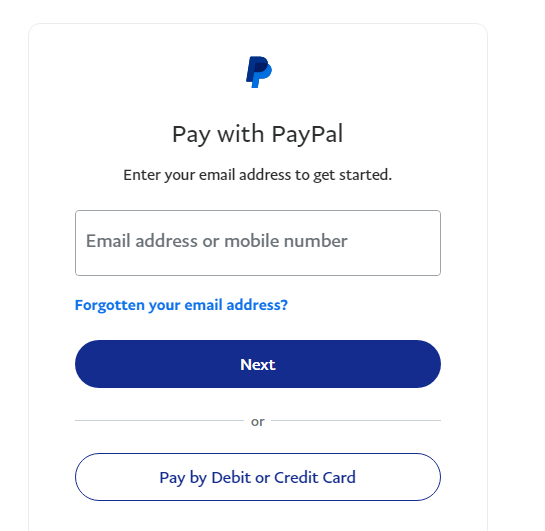 Pay with PayPal
Enter your email address to get started.
Email address or mobile number
Forgotten your email address?
Next
or
Pay by Debit or Credit Card